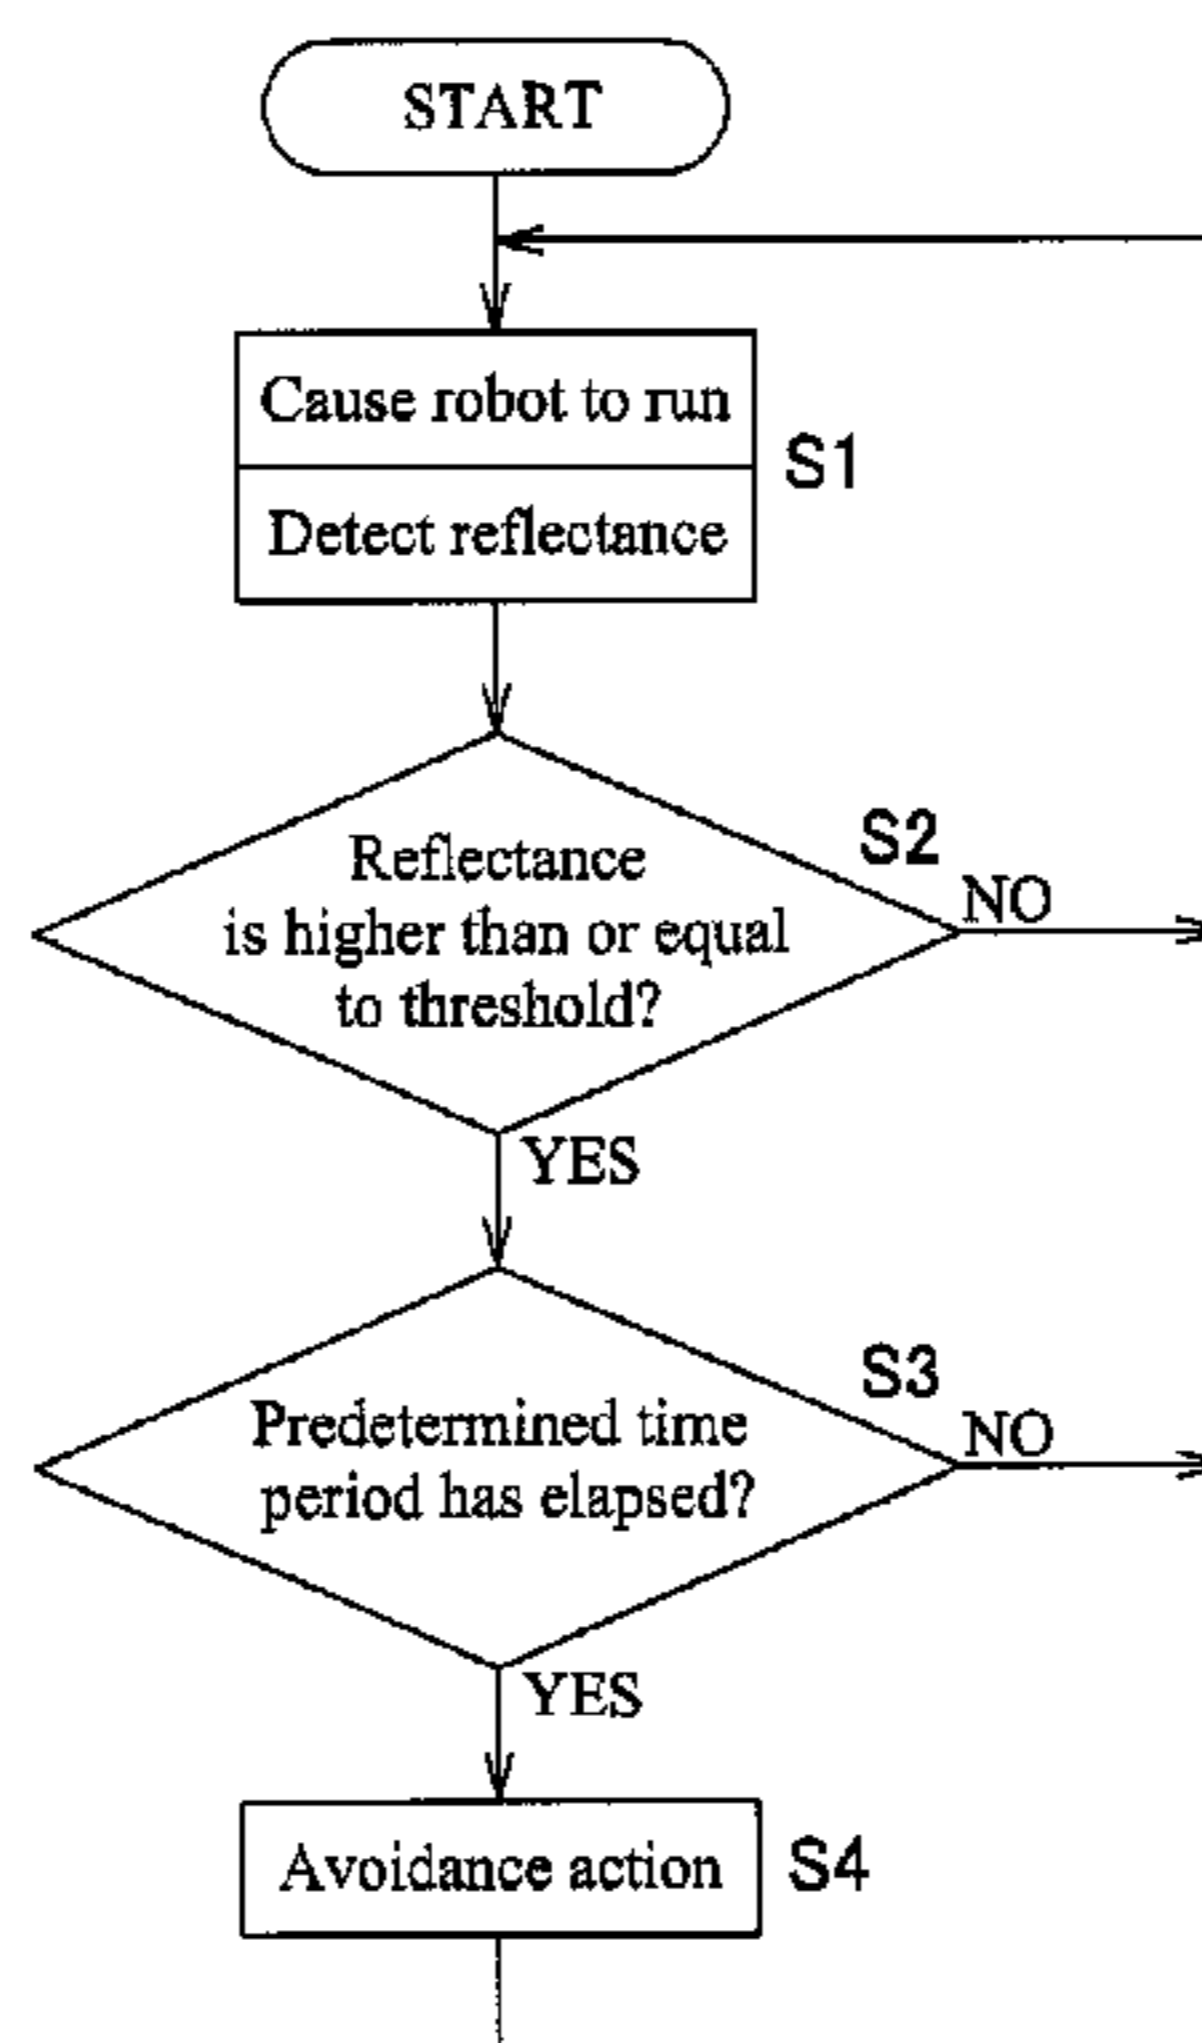 START
Cause robot to run
S1
Detect reflectance
S2
Reflectance
NO
is higher than or equal
to threshold?
YES
S3
Predetermined time
NO
period has elapsed?
YES
Avoidance action
S4